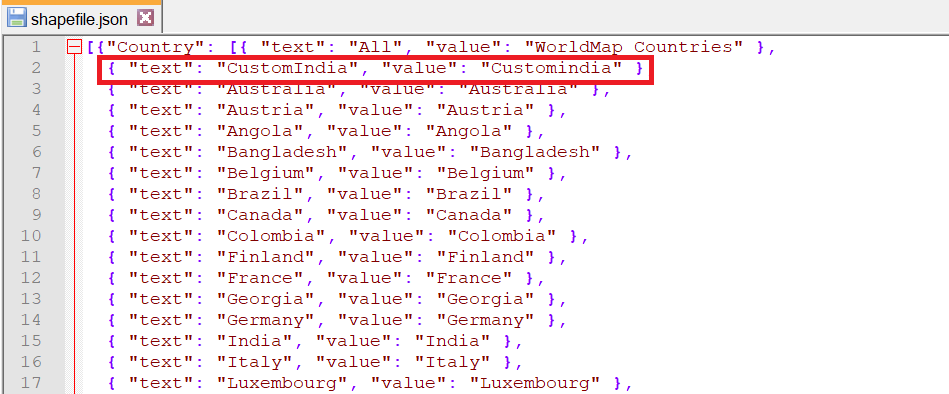 shapefile.json
1 [{"Country": [{ "text": "All", "value": "WorldMap Countries" },
2 { "text": "CustomIndia", "value": "Customindia" }
3 { "text": "Australia", "value": "Australia" },
4 { "text": "Austria", "value": "Austria" },
5 { "text": "Angola", "value": "Angola" },
6 { "text": "Bangladesh", "value": "Bangladesh" },
7 { "text": "Belgium", "value": "Belgium" },
8 { "text": "Brazil", "value": "Brazil" },
9 { "text": "Canada", "value": "Canada" },
10 { "text": "Colombia", "value": "Colombia" },
11 { "text": "Finland", "value": "Finland" },
12 { "text": "France", "value": "France" },
13 { "text": "Georgia", "value": "Georgia" },
14 { "text": "Germany", "value": "Germany" },
15 { "text": "India", "value": "India" },
16 { "text": "Italy", "value": "Italy" },
17 { "text": "Luxembourg", "value": "Luxembourg" },